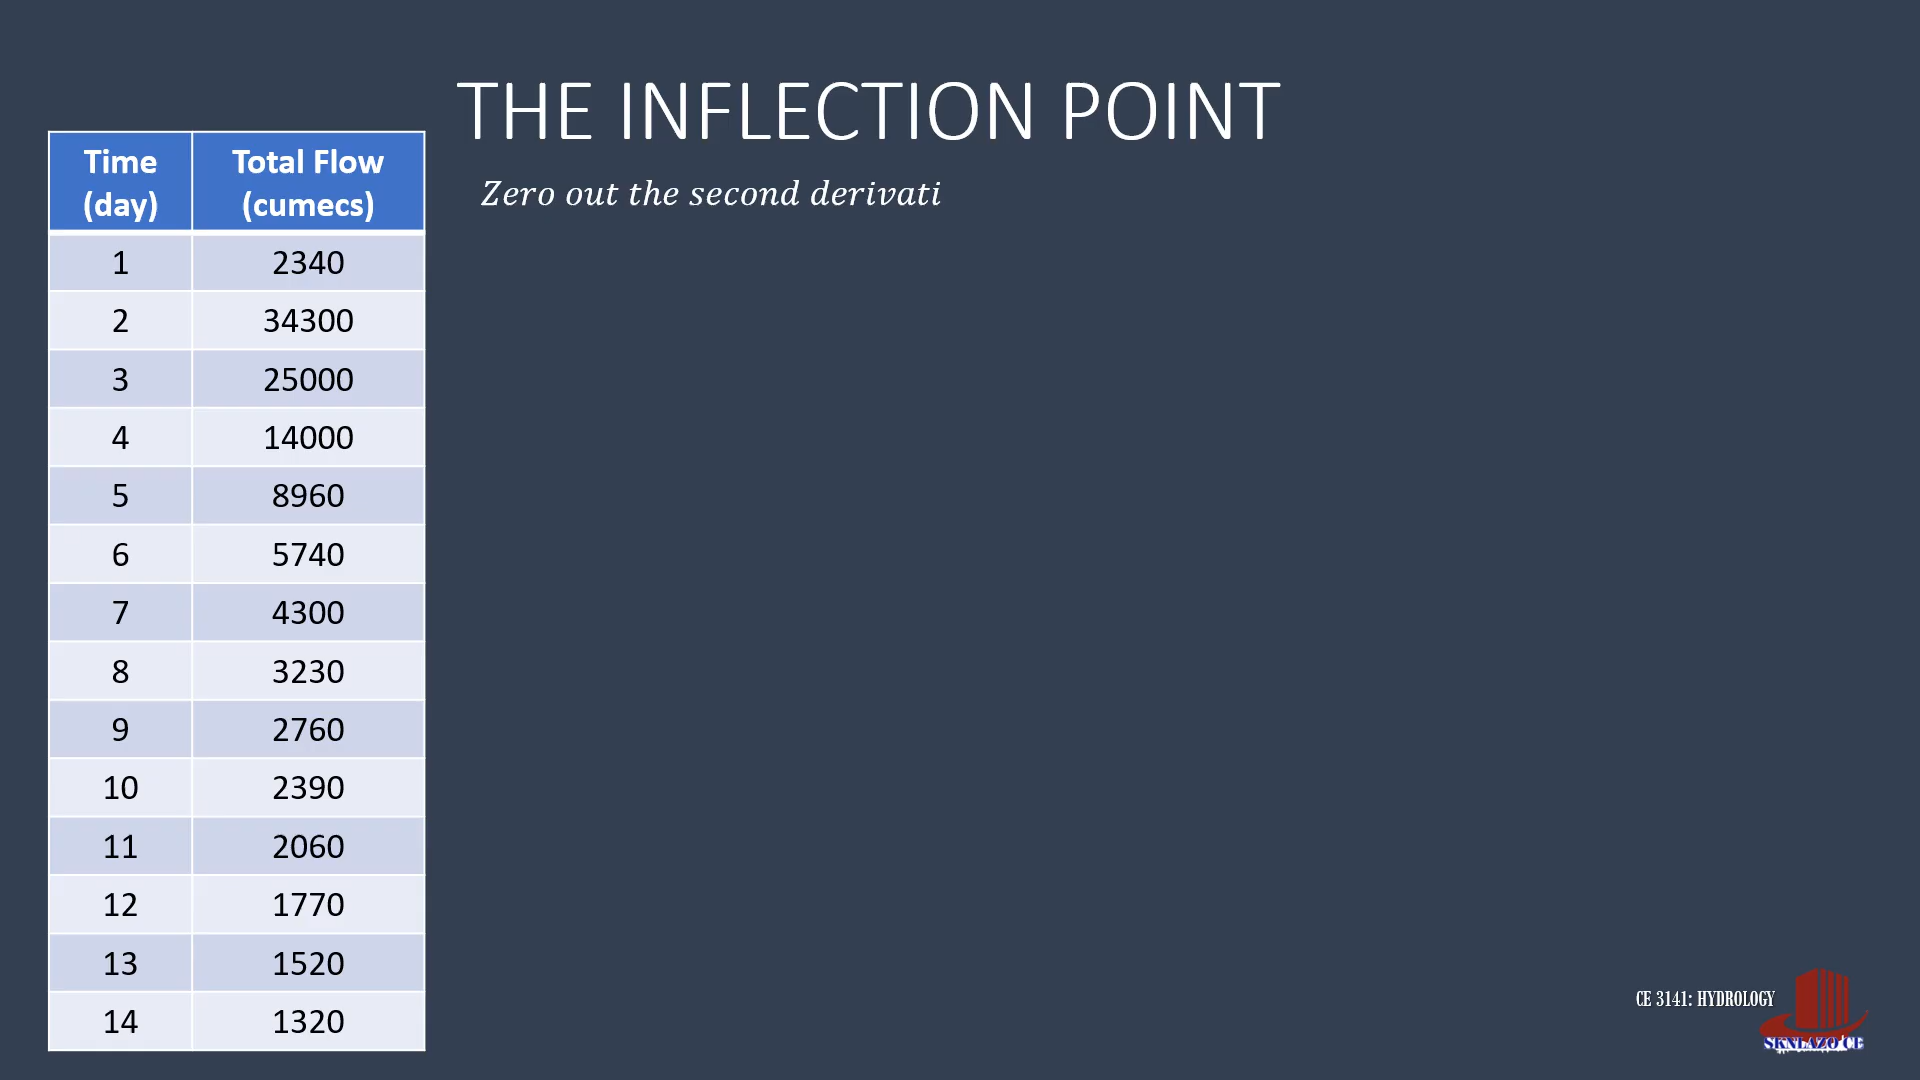 THE INFLECTION POINT
Zero out the second derivati
Time (day) Total Flow (cumecs)
1 2340
2 34300
3 25000
4 14000
5 8960
6 5740
7 4300
8 3230
9 2760
10 2390
11 2060
12 1770
13 1520
14 1320
CE 3141: HYDROLOGY
SKNLAZO CE